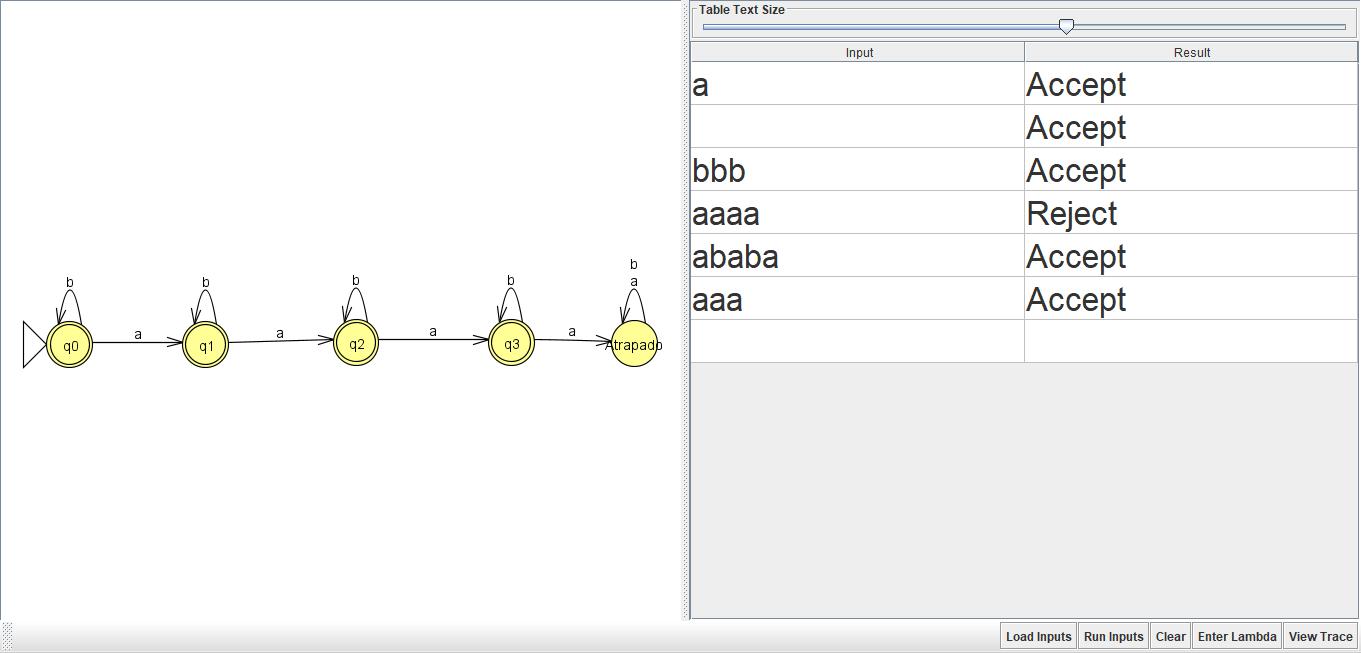 Table Text Size
Input Result
a Accept
Accept
bbb Accept
aaaa Reject
ababa Accept
aaa Accept
b b b b b
a
q0 a q1 a q2 a q3 a Atrapado
Load Inputs Run Inputs Clear Enter Lambda View Trace